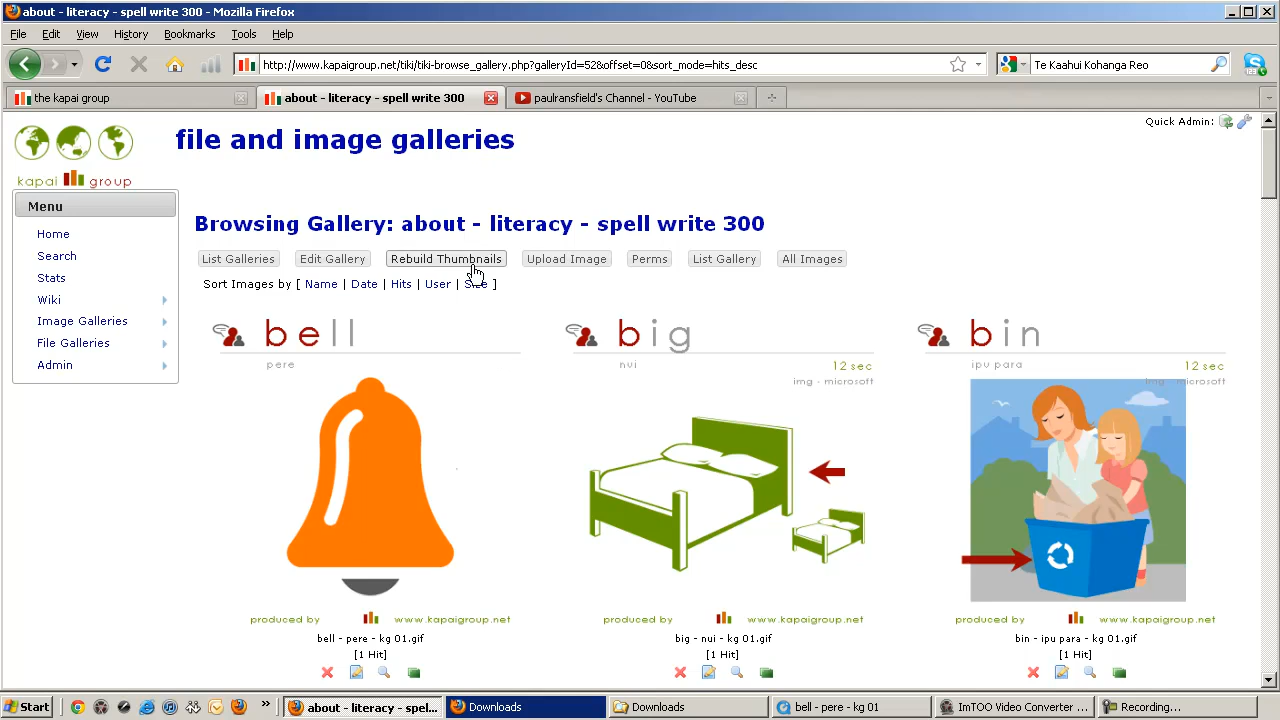 about - literacy - spell write 300 - Mozilla Firefox
File Edit View History Bookmarks Tools Help
http://www.kapaigroup.net/tiki/tiki-browse_gallery.php?galleryId=52&offset=0&sort_mode=hits_desc
Te Kaahui Kohanga Reo
the kapai group
about - literacy - spell write 300
paulransfield's Channel - YouTube
Quick Admin:
file and image galleries
kapai group
Menu
Home
Search
Stats
Wiki
Image Galleries
File Galleries
Admin
Browsing Gallery: about - literacy - spell write 300
List Galleries Edit Gallery Rebuild Thumbnails Upload Image Perms List Gallery All Images
Sort Images by [ Name | Date | Hits | User | Size ]
bell
pere
produced by www.kapaigroup.net
bell - pere - kg 01.gif
[1 Hit]
big
nui
12 sec
img - microsoft
produced by www.kapaigroup.net
big - nui - kg 01.gif
[1 Hit]
bin
ipu para
12 sec
img - microsoft
produced by www.kapaigroup.net
bin - ipu para - kg 01.gif
[1 Hit]
Start
about - literacy - spel...
Downloads
Downloads
bell - pere - kg 01
ImTOO Video Converter ...
Recording...